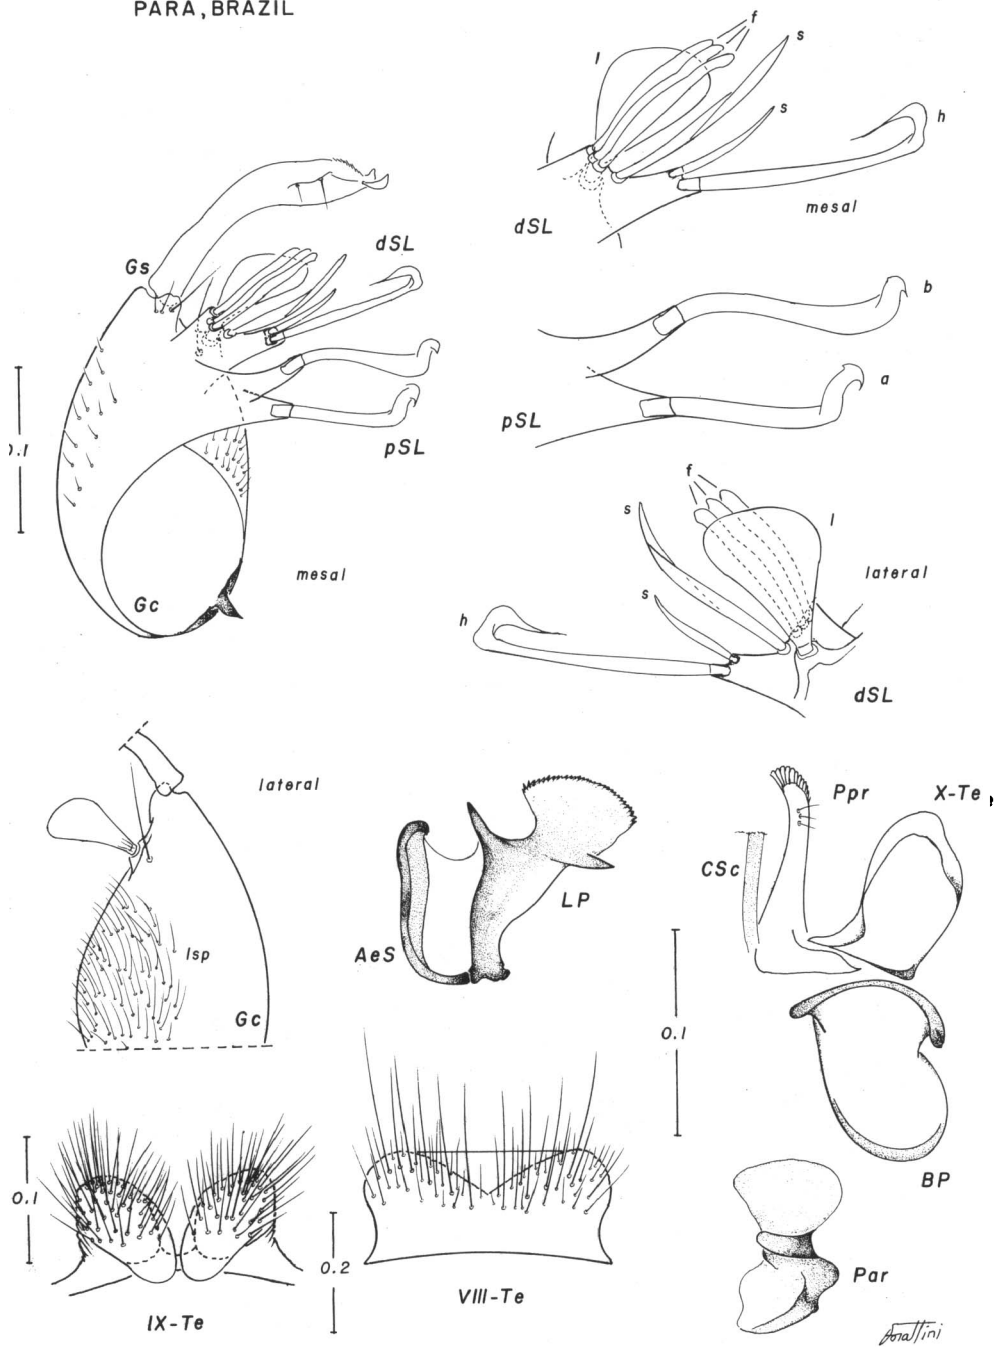 PARA, BRAZIL
f
s
l
h
s
mesal
dSL
dSL
Gs
b
a
pSL
pSL
0.1
mesal
Gc
f
s
l
lateral
s
h
dSL
lateral
Ppr
X-Te
CSc
LP
AeS
lsp
Gc
0.1
BP
0.1
0.2
VIII-Te
IX-Te
Par
Forattini